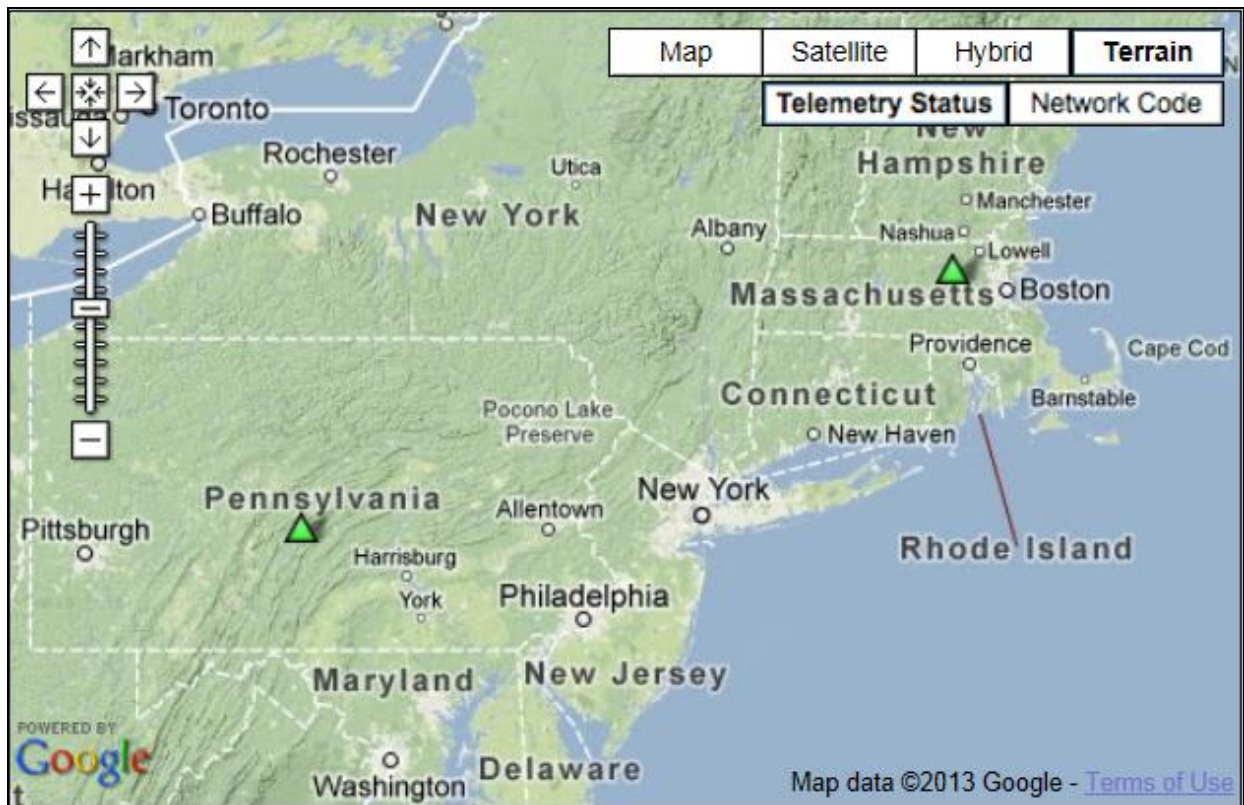 Markham
Map Satellite Hybrid Terrain
Telemetry Status Network Code
Toronto
New
Hampshire
Rochester
Utica
Manchester
Buffalo
New York
Albany
Nashua
Lowell
Massachusetts
Boston
Providence
Cape Cod
Connecticut
Barnstable
Pocono Lake
Preserve
New Haven
Pennsylvania
New York
Allentown
Pittsburgh
Rhode Island
Harrisburg
York
Philadelphia
Maryland
New Jersey
POWERED BY
Google
Delaware
Washington
Map data ©2013 Google - Terms of Use